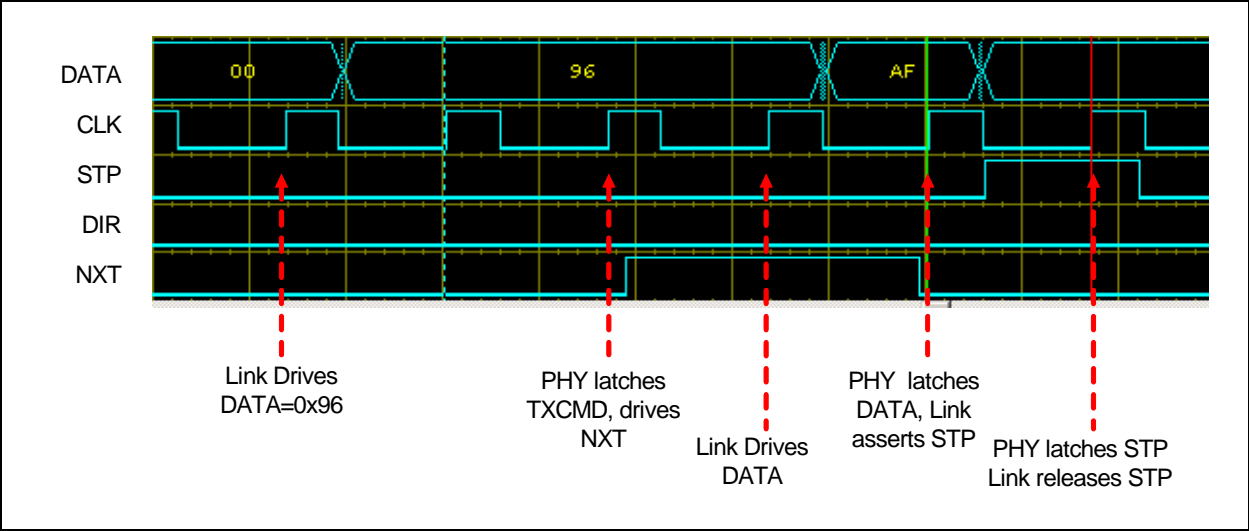 DATA
00
96
AF
CLK
STP
DIR
NXT
Link Drives
DATA=0x96
PHY latches
TXCMD, drives
NXT
Link Drives
DATA
PHY latches
DATA, Link
asserts STP
PHY latches STP
Link releases STP